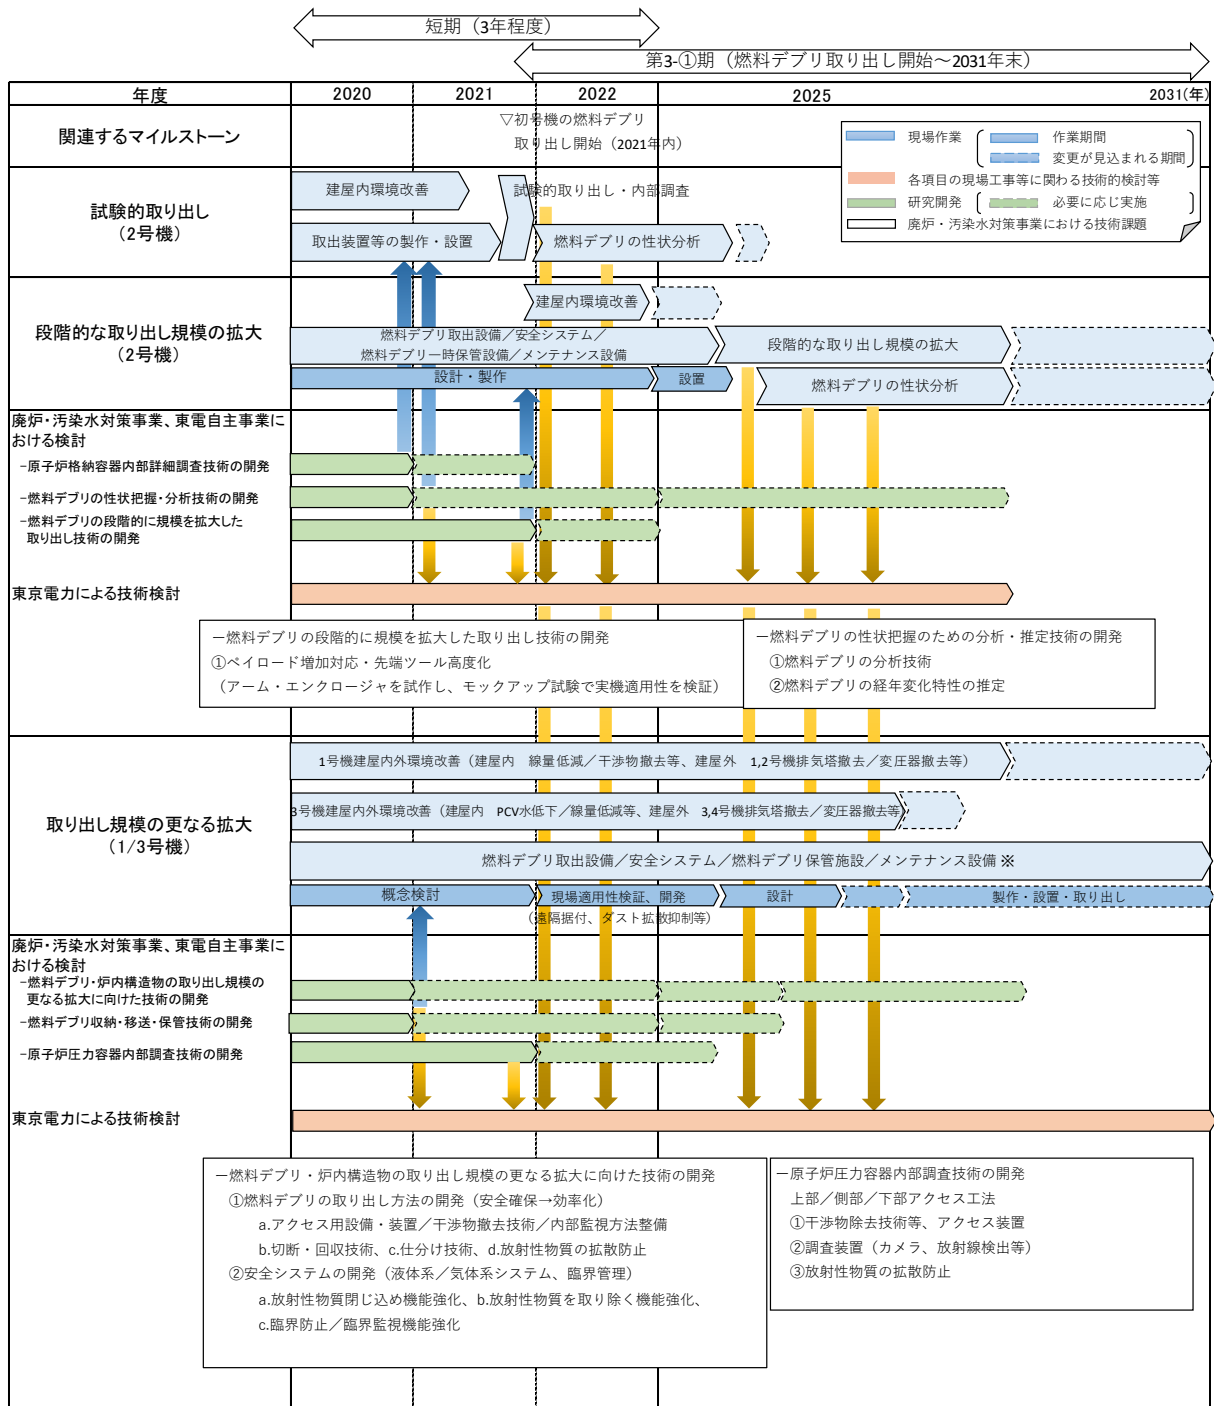 短期（3年程度）
第3-①期（燃料デブリ取り出し開始～2031年末）
年度
2020
2021
2022
2025
2031(年)
関連するマイルストーン
▽初号機の燃料デブリ
取り出し開始（2021年内）
現場作業
作業期間
変更が見込まれる期間
各項目の現場工事等に関わる技術的検討等
研究開発
必要に応じ実施
廃炉・汚染水対策事業における技術課題
試験的取り出し
（2号機）
建屋内環境改善
試験的取り出し・内部調査
取出装置等の製作・設置
燃料デブリの性状分析
段階的な取り出し規模の拡大
（2号機）
建屋内環境改善
燃料デブリ取出設備／安全システム／
燃料デブリ一時保管設備／メンテナンス設備
段階的な取り出し規模の拡大
設計・製作
設置
燃料デブリの性状分析
廃炉・汚染水対策事業、東電自主事業に
おける検討
－原子炉格納容器内部詳細調査技術の開発
－燃料デブリの性状把握・分析技術の開発
－燃料デブリの段階的に規模を拡大した
取り出し技術の開発
東京電力による技術検討
－燃料デブリの段階的に規模を拡大した取り出し技術の開発
①ペイロード増加対応・先端ツール高度化
（アーム・エンクロージャを試作し、モックアップ試験で実機適用性を検証）
－燃料デブリの性状把握のための分析・推定技術の開発
①燃料デブリの分析技術
②燃料デブリの経年変化特性の推定
取り出し規模の更なる拡大
（1/3号機）
1号機建屋内外環境改善（建屋内　線量低減／干渉物撤去等、建屋外　1,2号機排気塔撤去／変圧器撤去等）
3号機建屋内外環境改善（建屋内　PCV水低下／線量低減等、建屋外　3,4号機排気塔撤去／変圧器撤去等）
燃料デブリ取出設備／安全システム／燃料デブリ保管施設／メンテナンス設備 ※
概念検討
現場適用性検証、開発
設計
製作・設置・取り出し
（遠隔据付、ダスト拡散抑制等）
廃炉・汚染水対策事業、東電自主事業に
おける検討
－燃料デブリ・炉内構造物の取り出し規模の
更なる拡大に向けた技術の開発
－燃料デブリ収納・移送・保管技術の開発
－原子炉圧力容器内部調査技術の開発
東京電力による技術検討
－燃料デブリ・炉内構造物の取り出し規模の更なる拡大に向けた技術の開発
①燃料デブリの取り出し方法の開発（安全確保→効率化）
a.アクセス用設備・装置／干渉物撤去技術／内部監視方法整備
b.切断・回収技術、c.仕分け技術、d.放射性物質の拡散防止
②安全システムの開発（液体系／気体系システム、臨界管理）
a.放射性物質閉じ込め機能強化、b.放射性物質を取り除く機能強化、
c.臨界防止／臨界監視機能強化
－原子炉圧力容器内部調査技術の開発
上部／側部／下部アクセス工法
①干渉物除去技術等、アクセス装置
②調査装置（カメラ、放射線検出等）
③放射性物質の拡散防止